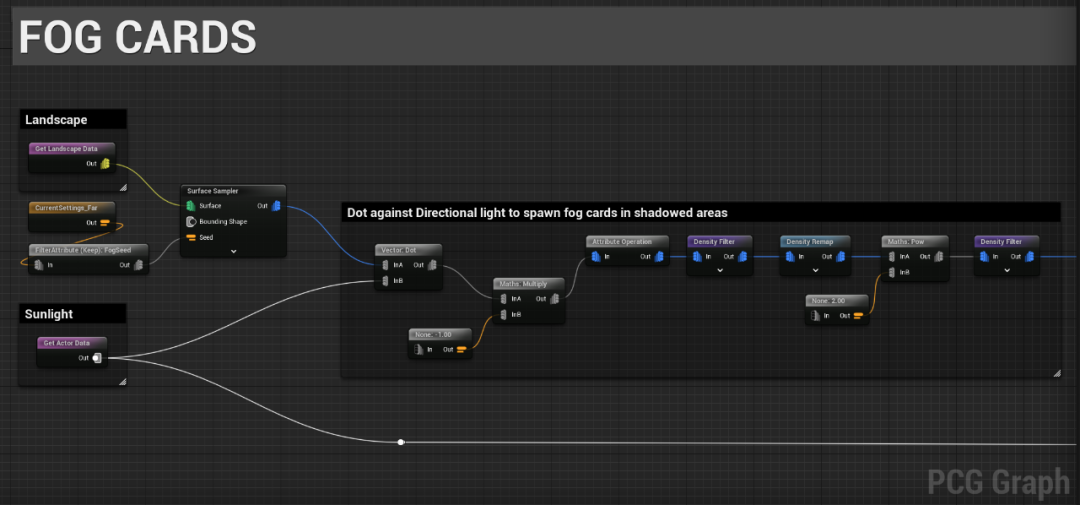 FOG CARDS
Landscape
Get Landscape Data
Out
CurrentSettings_Far
Out
FilterAttribute (Keep): FogSeed
In Out
Surface Sampler
Surface Out
Bounding Shape
Seed
Sunlight
Get Actor Data
Out
Dot against Directional light to spawn fog cards in shadowed areas
Vector: Dot
InA Out
InB
Maths: Multiply
InA Out
InB
None: -1.00
In Out
Attribute Operation
In Out
Density Filter
In Out
Density Remap
In Out
Maths: Pow
InA Out
InB
None: 2.00
In Out
Density Filter
In Out
PCG Graph